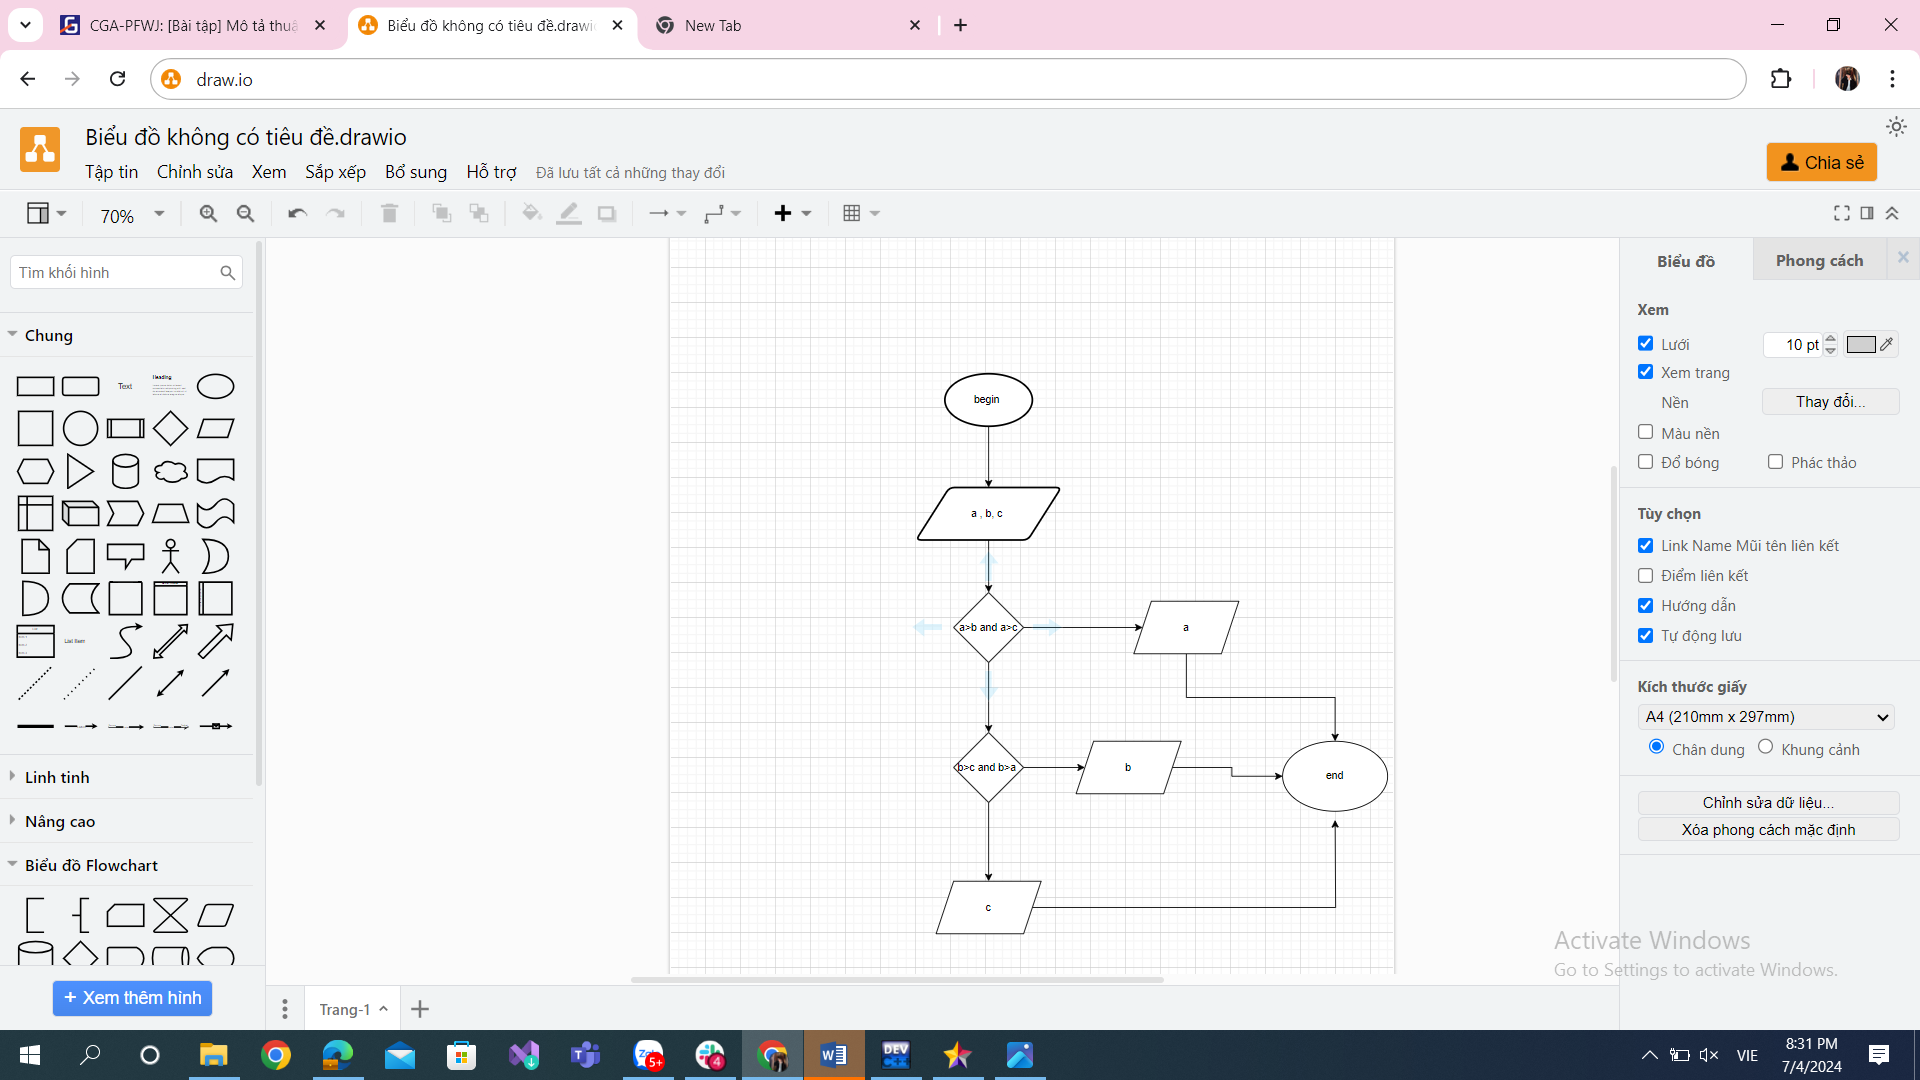 CGA-PFWJ: [Bài tập] Mô tả thuậ
Biểu đồ không có tiêu đề.drawi
New Tab
draw.io
Biểu đồ không có tiêu đề.drawio
Tập tin Chỉnh sửa Xem Sắp xếp Bổ sung Hỗ trợ Đã lưu tất cả những thay đổi
Chia sẻ
70%
Tìm khối hình
Chung
Text
Heading
List Item
Linh tinh
Nâng cao
Biểu đồ Flowchart
+ Xem thêm hình
begin
a , b, c
a>b and a>c
a
b>c and b>a
b
end
c
Trang-1
Biểu đồ
Phong cách
Xem
Lưới
10 pt
Xem trang
Nền
Thay đổi...
Màu nền
Đổ bóng
Phác thảo
Tùy chọn
Link Name Mũi tên liên kết
Điểm liên kết
Hướng dẫn
Tự động lưu
Kích thước giấy
A4 (210mm x 297mm)
Chân dung
Khung cảnh
Chỉnh sửa dữ liệu...
Xóa phong cách mặc định
Activate Windows
Go to Settings to activate Windows.
Zalo
5+
4
DEV
C++
VIE
8:31 PM
7/4/2024